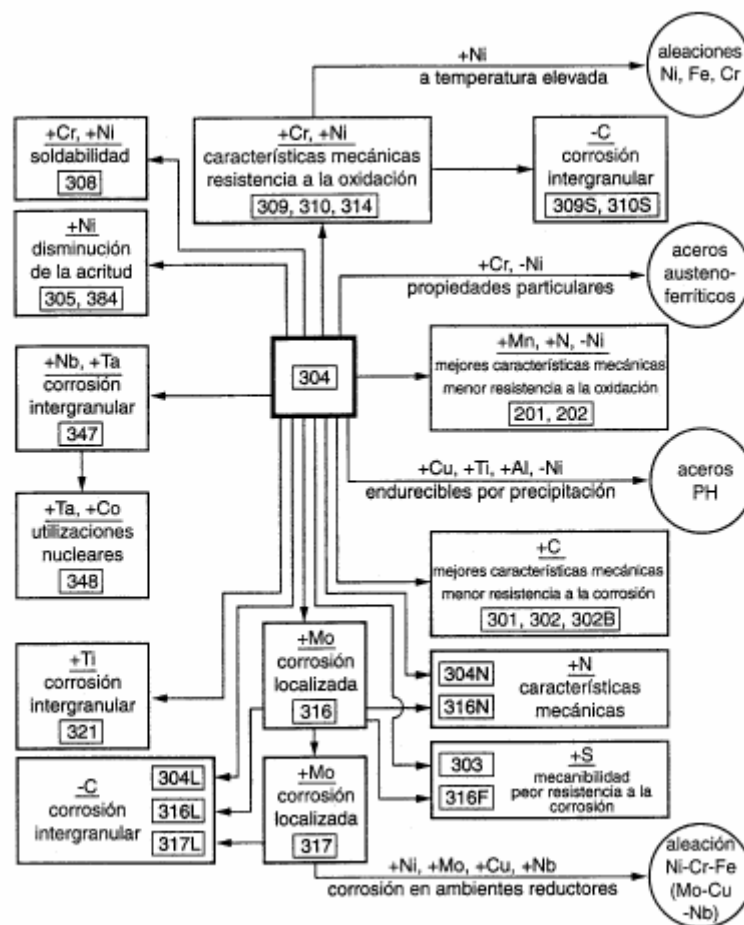 +Ni
a temperatura elevada
aleaciones
Ni, Fe, Cr
+Cr, +Ni
soldabilidad
308
+Cr, +Ni
características mecánicas
resistencia a la oxidación
309, 310, 314
-C
corrosión
intergranular
309S, 310S
+Ni
disminución
de la acritud
305, 384
+Cr, -Ni
propiedades particulares
aceros
austeno-
ferríticos
304
+Mn, +N, -Ni
mejores características mecánicas
menor resistencia a la oxidación
201, 202
+Nb, +Ta
corrosión
intergranular
347
+Cu, +Ti, +Al, -Ni
endurecibles por precipitación
aceros
PH
+Ta, +Co
utilizaciones
nucleares
348
+C
mejores características mecánicas
menor resistencia a la corrosión
301, 302, 302B
+Ti
corrosión
intergranular
321
+Mo
corrosión
localizada
316
304N
316N
+N
características
mecánicas
303
316F
+S
mecanibilidad
peor resistencia a la
corrosión
-C
corrosión
intergranular
304L
316L
317L
+Mo
corrosión
localizada
317
+Ni, +Mo, +Cu, +Nb
corrosión en ambientes reductores
aleación
Ni-Cr-Fe
(Mo-Cu
-Nb)